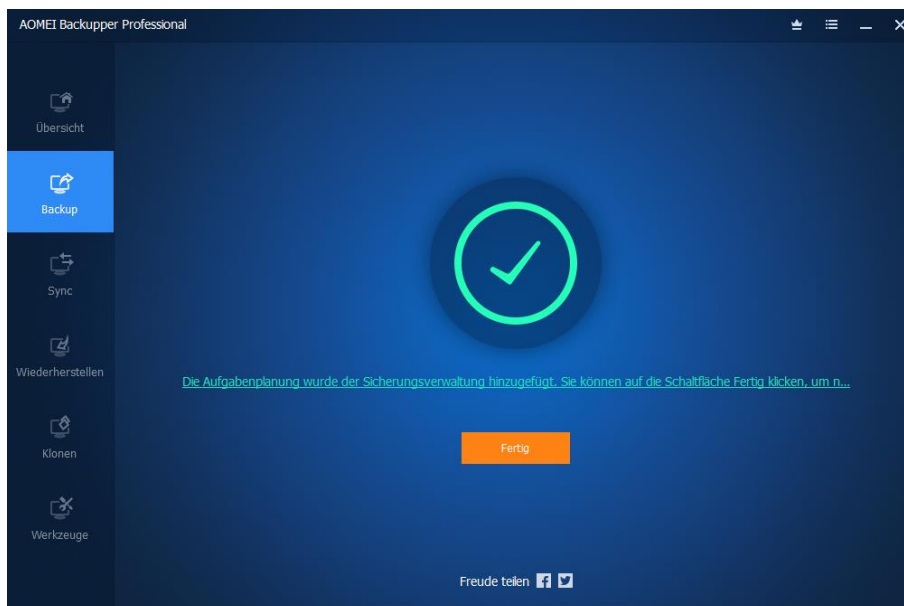 AOMEI Backupper Professional
Übersicht
Backup
Sync
Wiederherstellen
Klonen
Werkzeuge
Die Aufgabenplanung wurde der Sicherungsverwaltung hinzugefügt. Sie können auf die Schaltfläche Fertig klicken, um n...
Fertig
Freude teilen